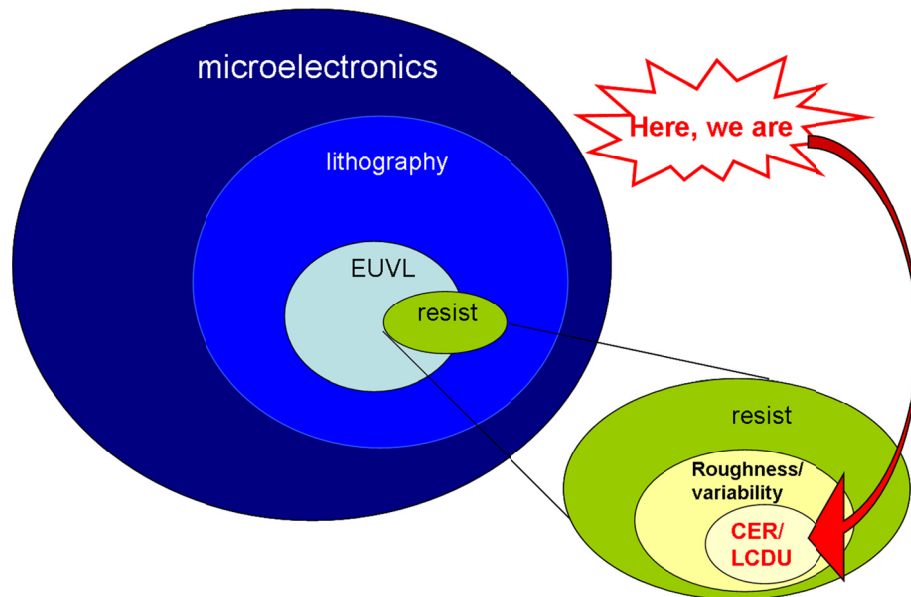 microelectronics
Here, we are
lithography
EUVL
resist
resist
Roughness/
variability
CER/
LCDU